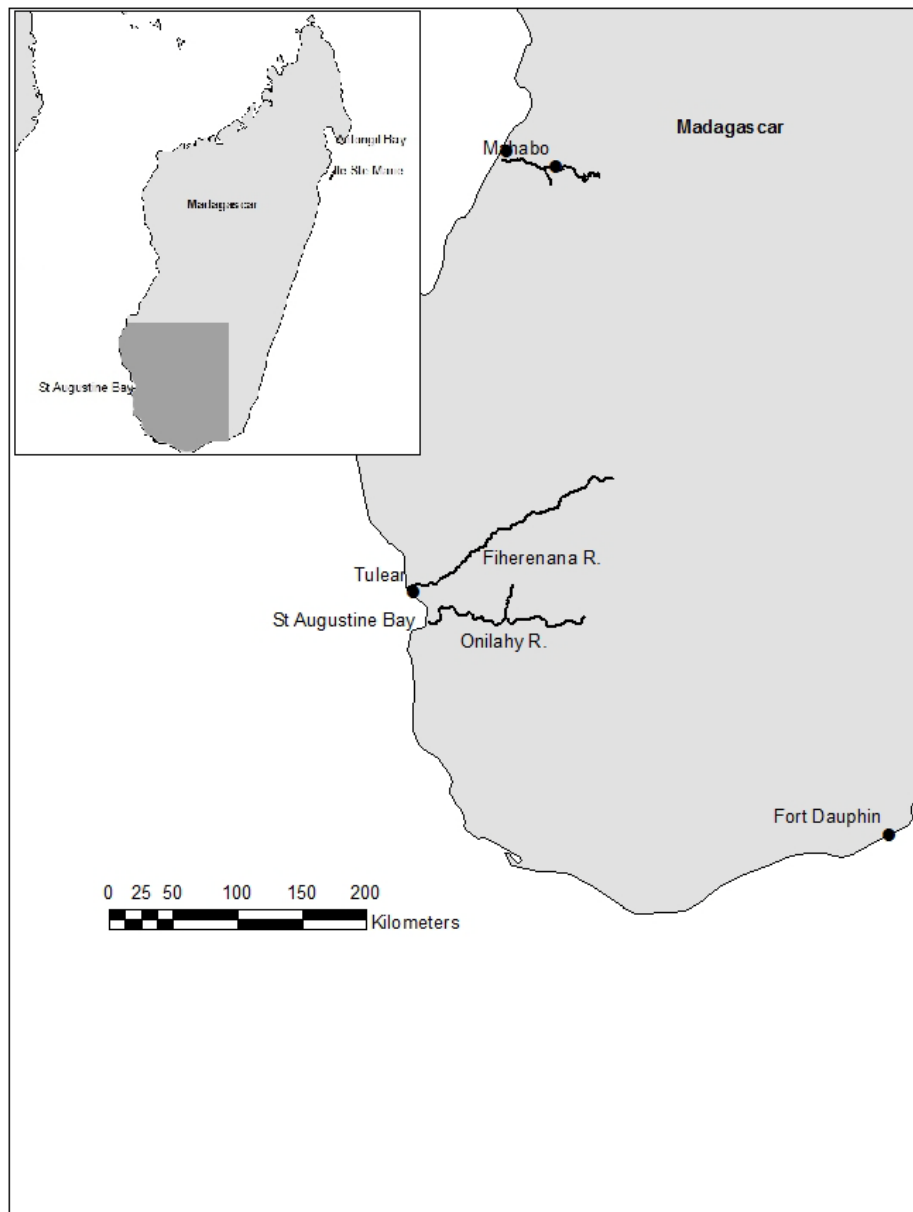 Antongil Bay
Ile Ste Marie
Madagascar
St Augustine Bay
Madagascar
Mahabo
Fiherenana R.
Tulear
St Augustine Bay
Onilahy R.
Fort Dauphin
0 25 50 100 150 200
Kilometers